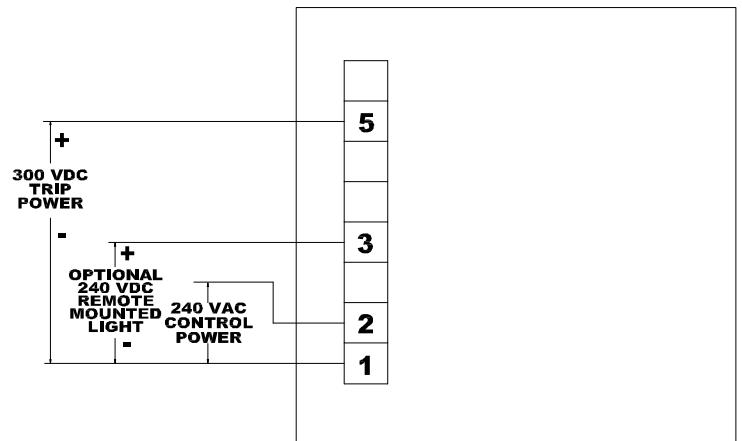 5
+
300 VDC
TRIP
POWER
-
3
+
OPTIONAL
240 VDC
REMOTE
MOUNTED
LIGHT
-
240 VAC
CONTROL
POWER
2
1